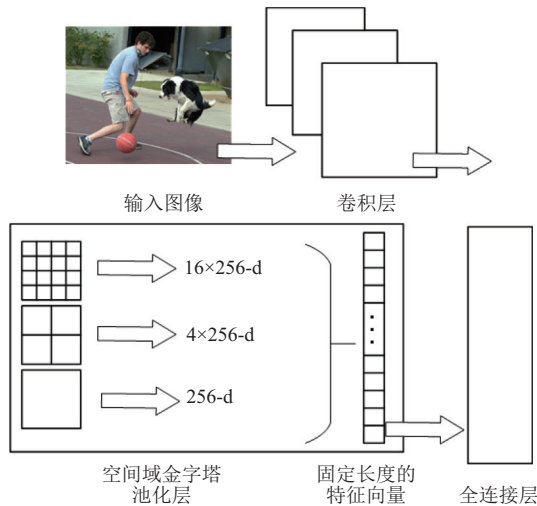 输入图像
卷积层
16×256-d
4×256-d
256-d
空间域金字塔
池化层
固定长度的
特征向量
全连接层